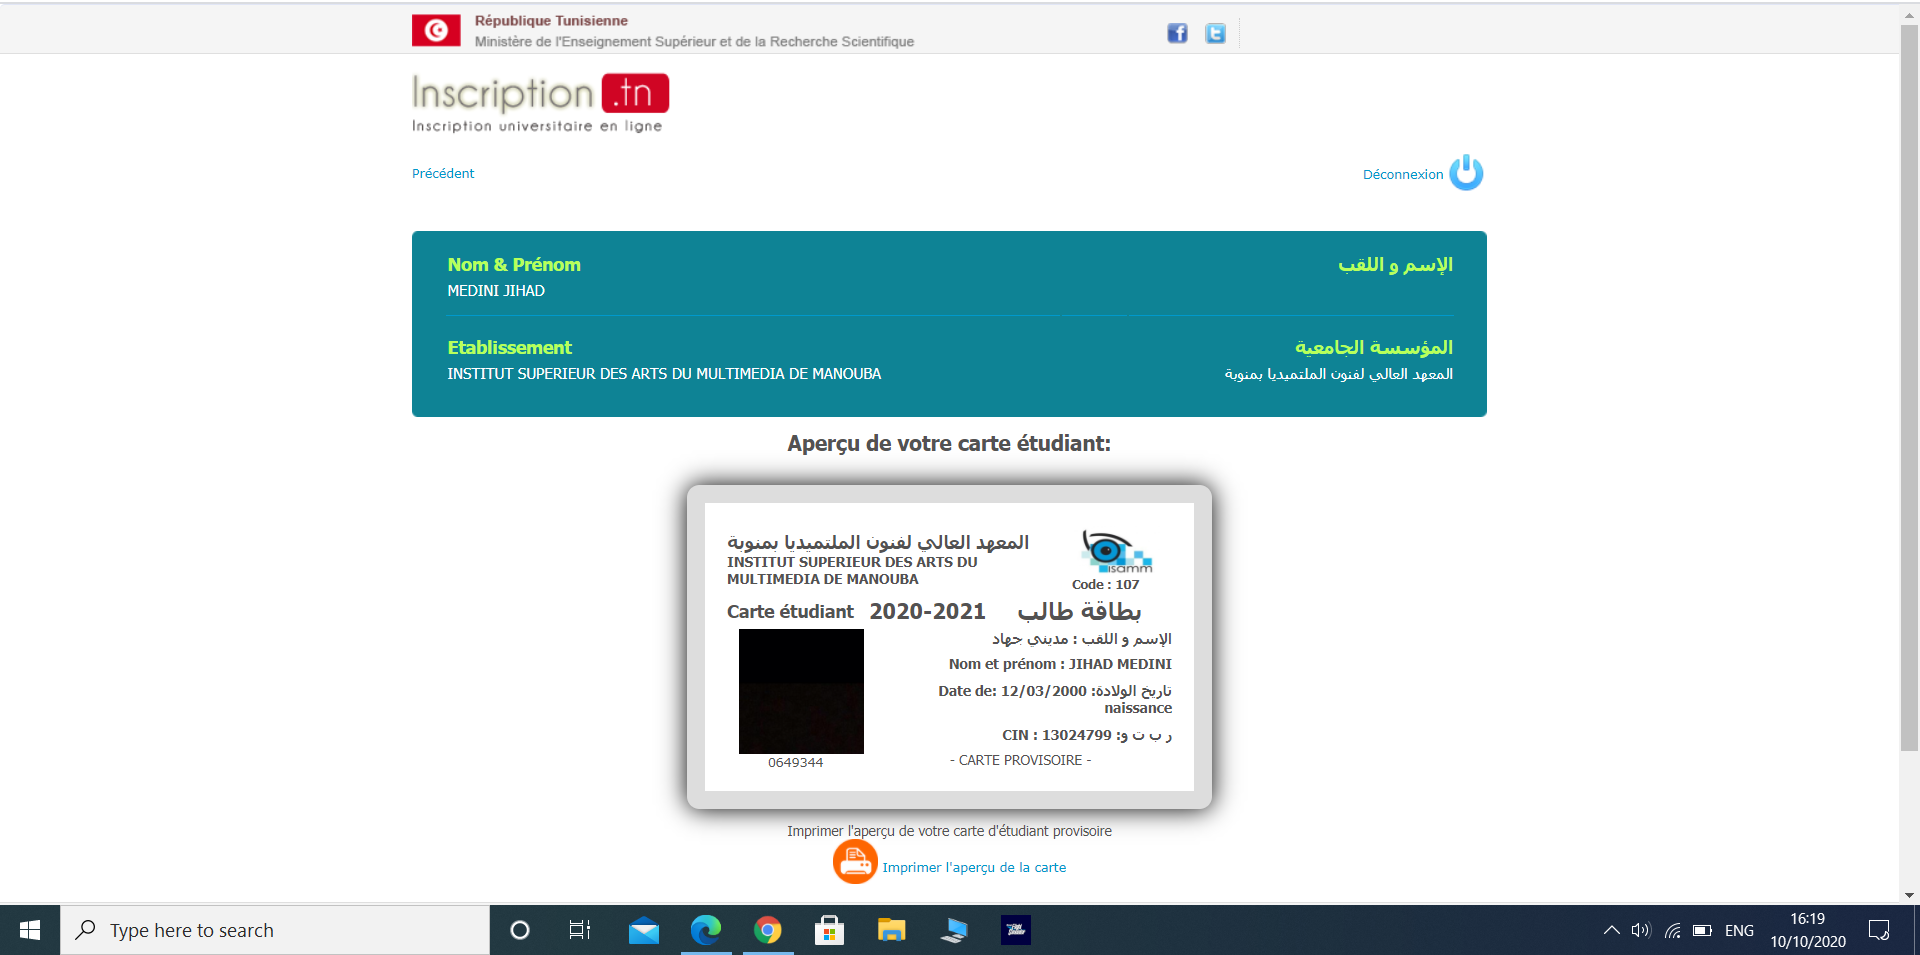 République Tunisienne
Ministère de l'Enseignement Supérieur et de la Recherche Scientifique
Inscription .tn
Inscription universitaire en ligne
Précédent
Déconnexion
Nom & Prénom
الإسم و اللقب
MEDINI JIHAD
Etablissement
المؤسسة الجامعية
INSTITUT SUPERIEUR DES ARTS DU MULTIMEDIA DE MANOUBA
المعهد العالي لفنون الملتميديا بمنوبة
Aperçu de votre carte étudiant:
المعهد العالي لفنون الملتميديا بمنوبة
INSTITUT SUPERIEUR DES ARTS DU
MULTIMEDIA DE MANOUBA
isamm
Code : 107
Carte étudiant 2020-2021 بطاقة طالب
الإسم و اللقب : مديني جهاد
Nom et prénom : JIHAD MEDINI
Date de: 12/03/2000 :تاريخ الولادة
naissance
CIN : 13024799 :ر ب ت و
- CARTE PROVISOIRE -
0649344
Imprimer l'aperçu de votre carte d'étudiant provisoire
Imprimer l'aperçu de la carte
Type here to search
ENG
16:19
10/10/2020